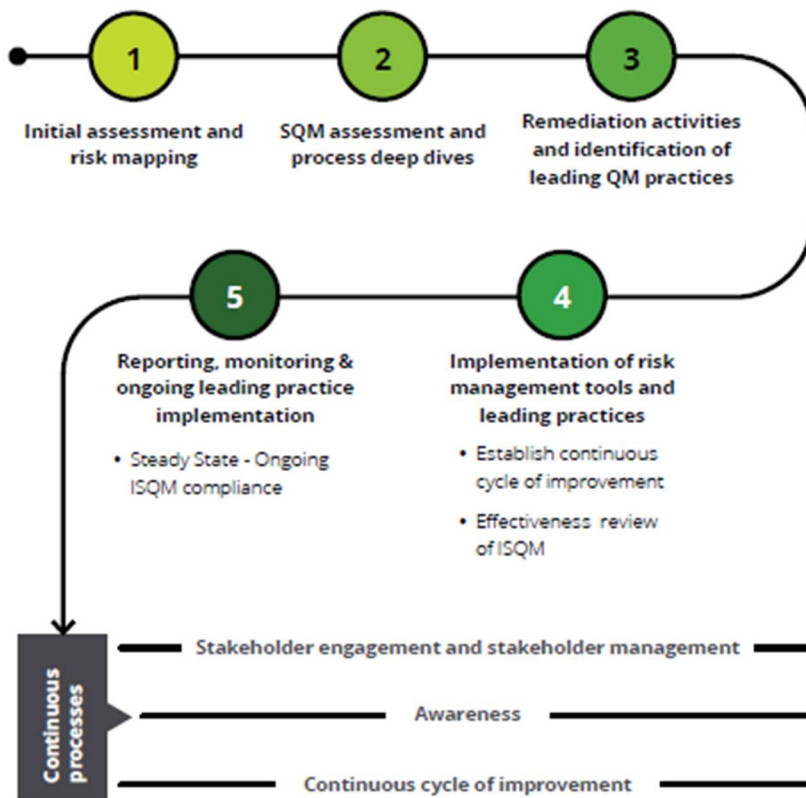 1
2
3
Initial assessment and
risk mapping
SQM assessment and
process deep dives
Remediation activities
and identification of
leading QM practices
5
4
Reporting, monitoring &
ongoing leading practice
implementation
• Steady State - Ongoing
ISQM compliance
Implementation of risk
management tools and
leading practices
• Establish continuous
cycle of improvement
• Effectiveness review
of ISQM
Continuous
processes
Stakeholder engagement and stakeholder management
Awareness
Continuous cycle of improvement